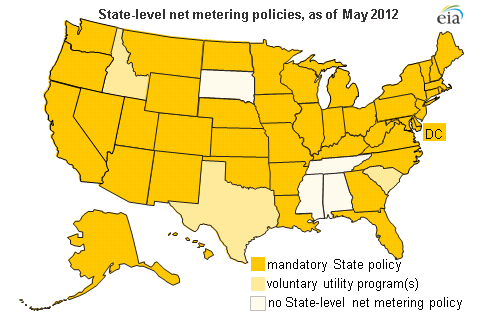 State-level net metering policies, as of May 2012
eia
DC
mandatory State policy
voluntary utility program(s)
no State-level net metering policy